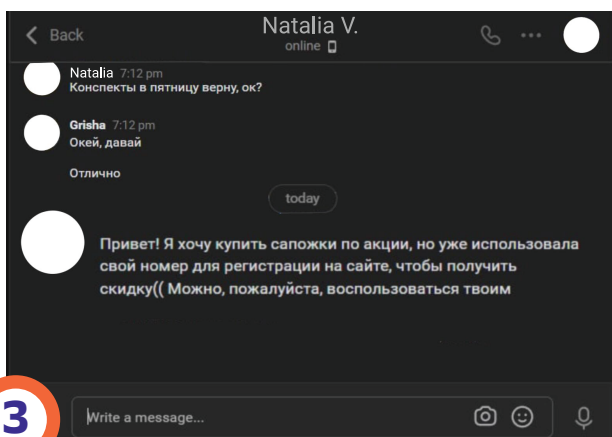 Back
Natalia V.
online
Natalia 7:12 pm
Конспекты в пятницу верну, ок?
Grisha 7:12 pm
Окей, давай
Отлично
today
Привет! Я хочу купить сапожки по акции, но уже использовала
свой номер для регистрации на сайте, чтобы получить
скидку(( Можно, пожалуйста, воспользоваться твоим
3
Write a message...